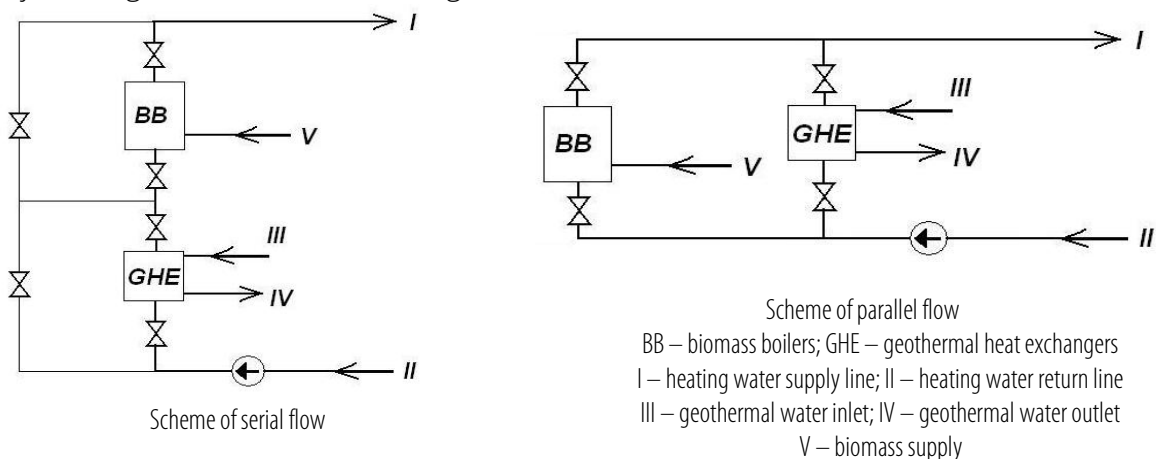 I
BB
V
III
GHE
IV
II
Scheme of serial flow
I
III
BB
GHE
V
IV
II
Scheme of parallel flow
BB – biomass boilers; GHE – geothermal heat exchangers
I – heating water supply line; II – heating water return line
III – geothermal water inlet; IV – geothermal water outlet
V – biomass supply